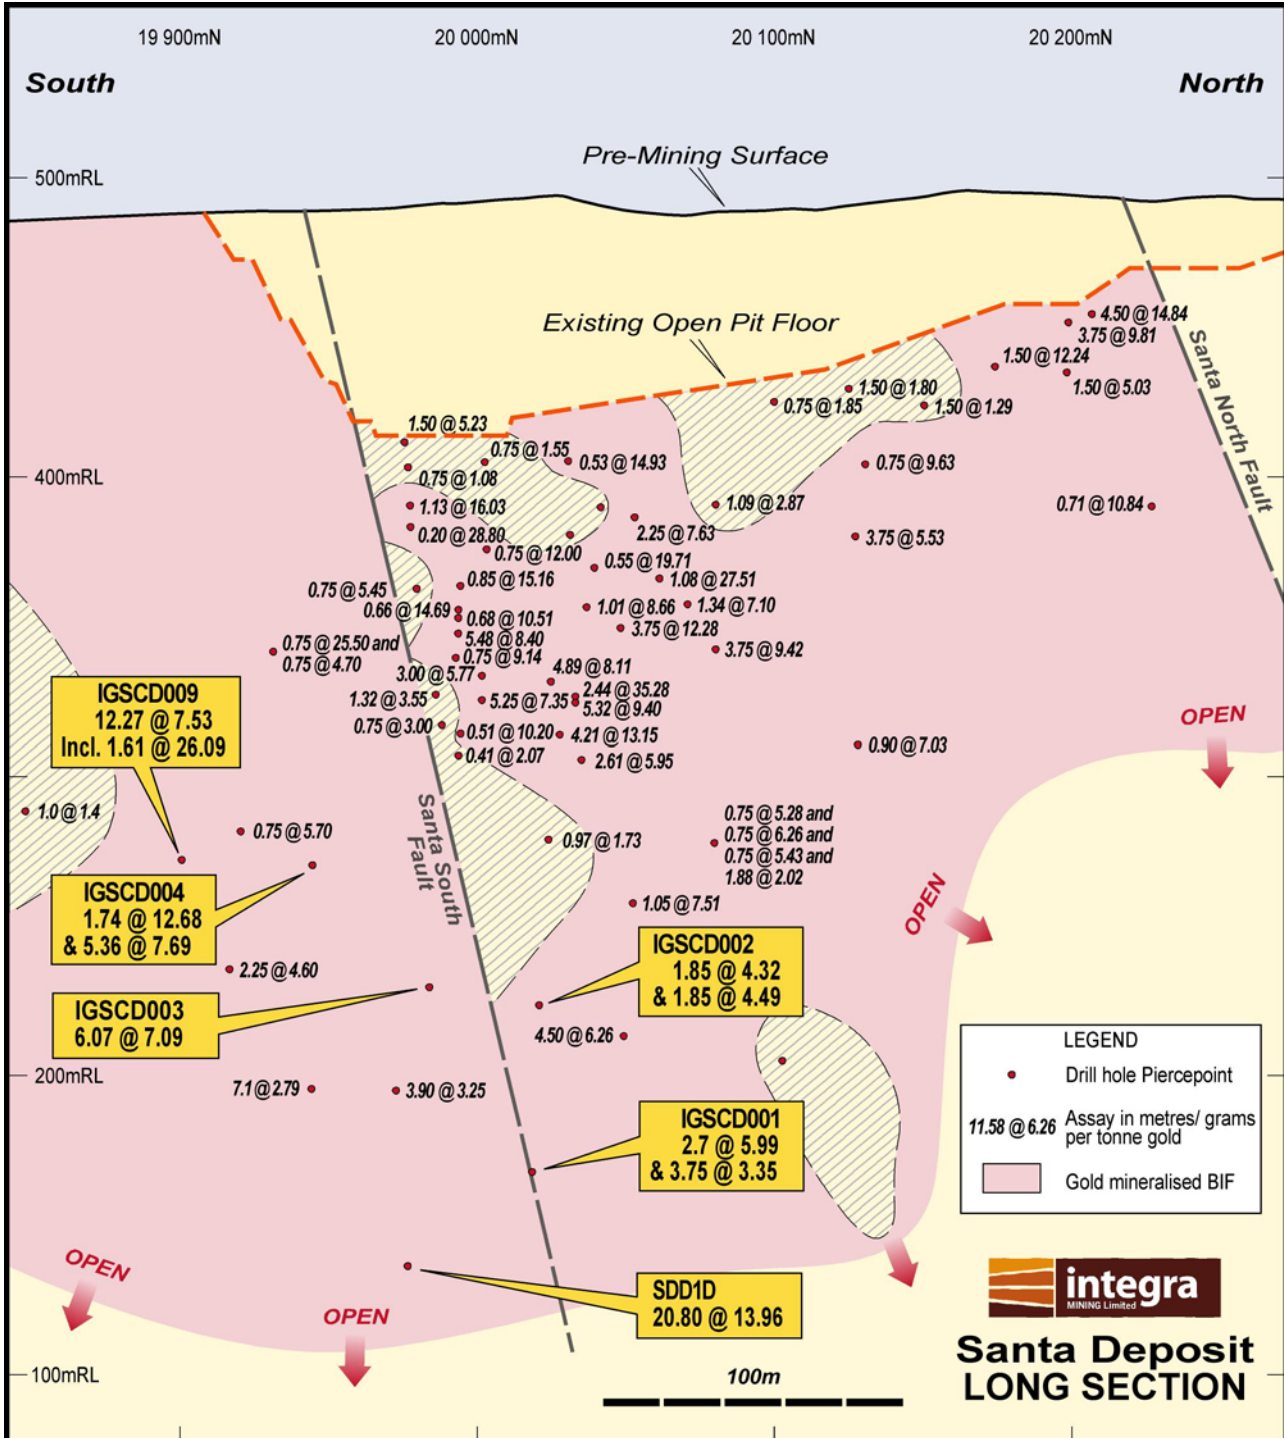 19 900mN
20 000mN
20 100mN
20 200mN
South
North
Pre-Mining Surface
500mRL
Existing Open Pit Floor
4.50 @ 14.84
3.75 @ 9.81
1.50 @ 12.24
1.50 @ 5.03
Santa North Fault
1.50 @ 1.80
0.75 @ 1.85
1.50 @ 1.29
1.50 @ 5.23
0.75 @ 1.55
0.53 @ 14.93
0.75 @ 9.63
400mRL
0.75 @ 1.08
1.13 @ 16.03
1.09 @ 2.87
0.71 @ 10.84
0.20 @ 28.80
2.25 @ 7.63
3.75 @ 5.53
0.75 @ 12.00
0.55 @ 19.71
0.85 @ 15.16
1.08 @ 27.51
0.75 @ 5.45
0.66 @ 14.69
0.68 @ 10.51
1.01 @ 8.66
1.34 @ 7.10
3.75 @ 12.28
0.75 @ 25.50 and
0.75 @ 4.70
5.48 @ 8.40
0.75 @ 9.14
3.75 @ 9.42
3.00 @ 5.77
4.89 @ 8.11
2.44 @ 35.28
1.32 @ 3.55
5.25 @ 7.35
5.32 @ 9.40
0.75 @ 3.00
0.51 @ 10.20
4.21 @ 13.15
0.41 @ 2.07
2.61 @ 5.95
0.90 @ 7.03
OPEN
IGSCD009
12.27 @ 7.53
Incl. 1.61 @ 26.09
1.0 @ 1.4
0.75 @ 5.70
Santa South
Fault
0.97 @ 1.73
0.75 @ 5.28 and
0.75 @ 6.26 and
0.75 @ 5.43 and
1.88 @ 2.02
OPEN
IGSCD004
1.74 @ 12.68
& 5.36 @ 7.69
1.05 @ 7.51
2.25 @ 4.60
IGSCD002
1.85 @ 4.32
& 1.85 @ 4.49
IGSCD003
6.07 @ 7.09
4.50 @ 6.26
200mRL
7.1 @ 2.79
3.90 @ 3.25
IGSCD001
2.7 @ 5.99
& 3.75 @ 3.35
LEGEND
Drill hole Piercepoint
11.58 @ 6.26
Assay in metres/ grams
per tonne gold
Gold mineralised BIF
OPEN
OPEN
SDD1D
20.80 @ 13.96
integra
MINING Limited
Santa Deposit
LONG SECTION
100mRL
100m